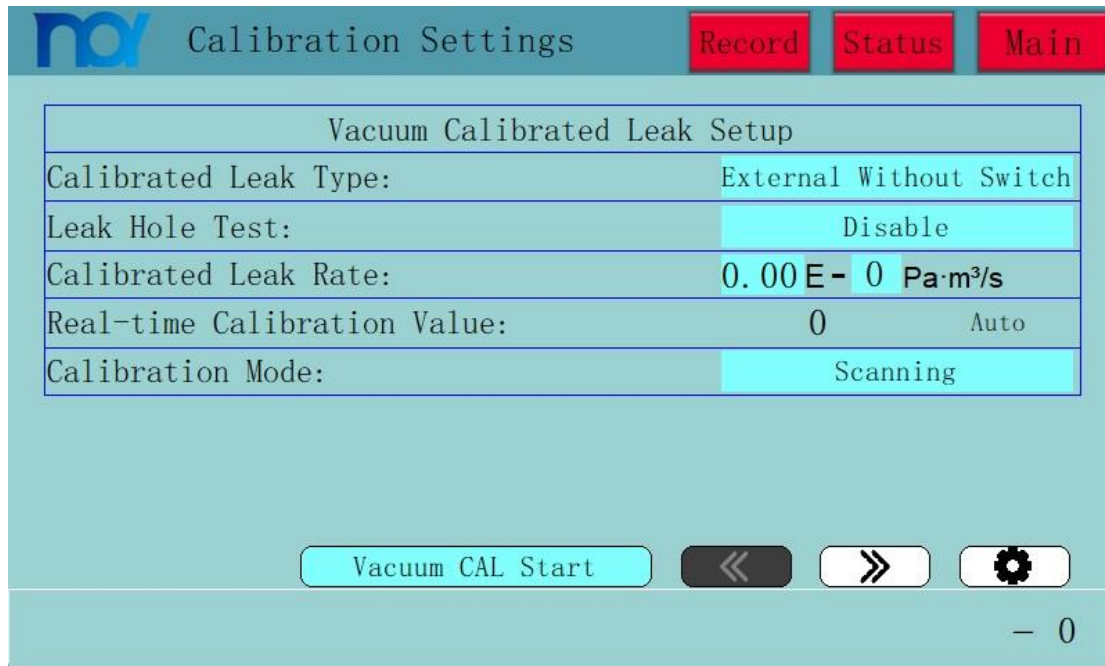 noy Calibration Settings Record Status Main
Vacuum Calibrated Leak Setup
Calibrated Leak Type: External Without Switch
Leak Hole Test: Disable
Calibrated Leak Rate: 0.00 E - 0 Pa·m³/s
Real-time Calibration Value: 0 Auto
Calibration Mode: Scanning
Vacuum CAL Start
- 0